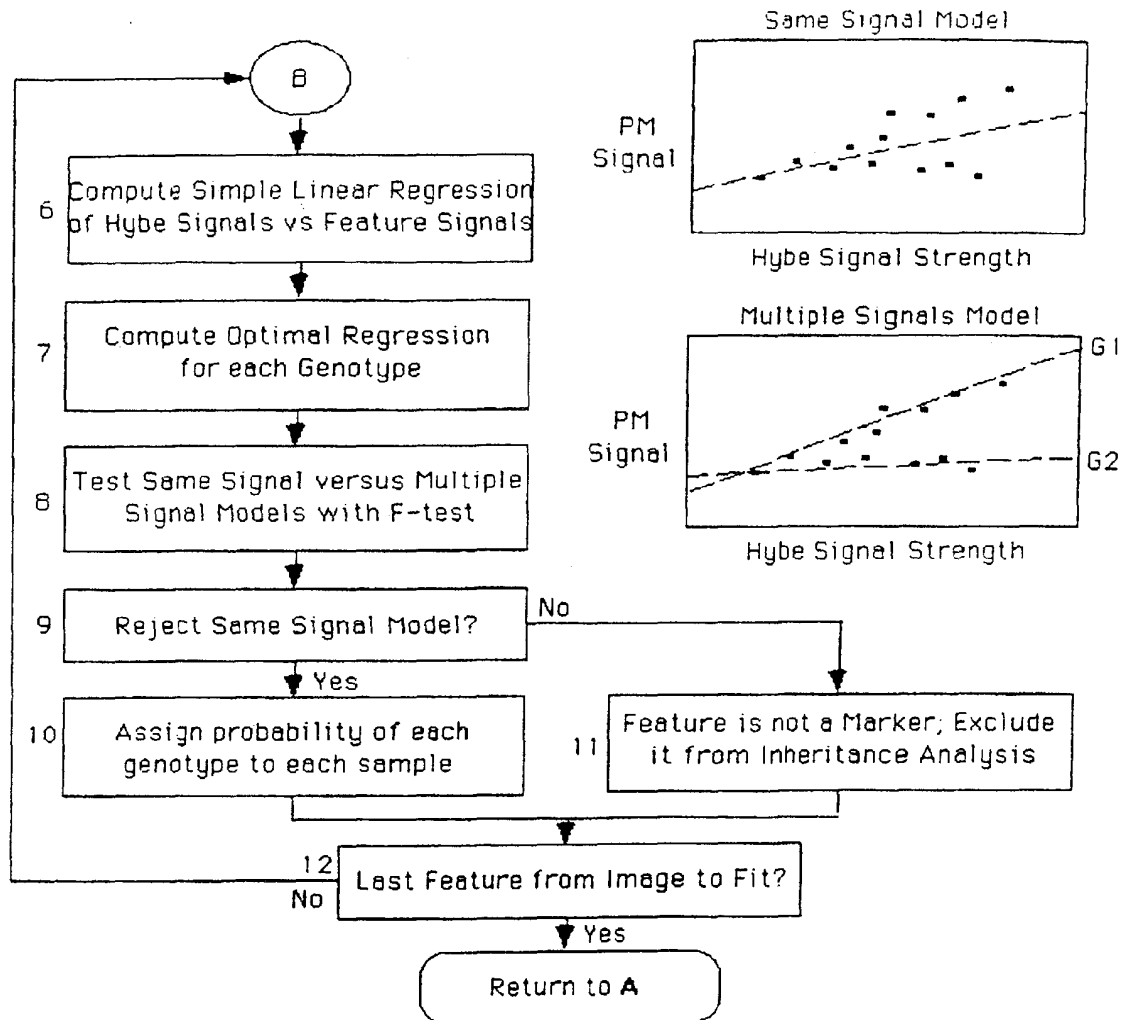 8
6
Compute Simple Linear Regression
of Hybe Signals vs Feature Signals
7
Compute Optimal Regression
for each Genotype
8
Test Same Signal versus Multiple
Signal Models with F-test
9
Reject Same Signal Model?
No
Yes
10
Assign probability of each
genotype to each sample
11
Feature is not a Marker; Exclude
it from Inheritance Analysis
12
No
Last Feature from Image to Fit?
Yes
Return to A
Same Signal Model
PM
Signal
Hybe Signal Strength
Multiple Signals Model
G1
PM
Signal
G2
Hybe Signal Strength